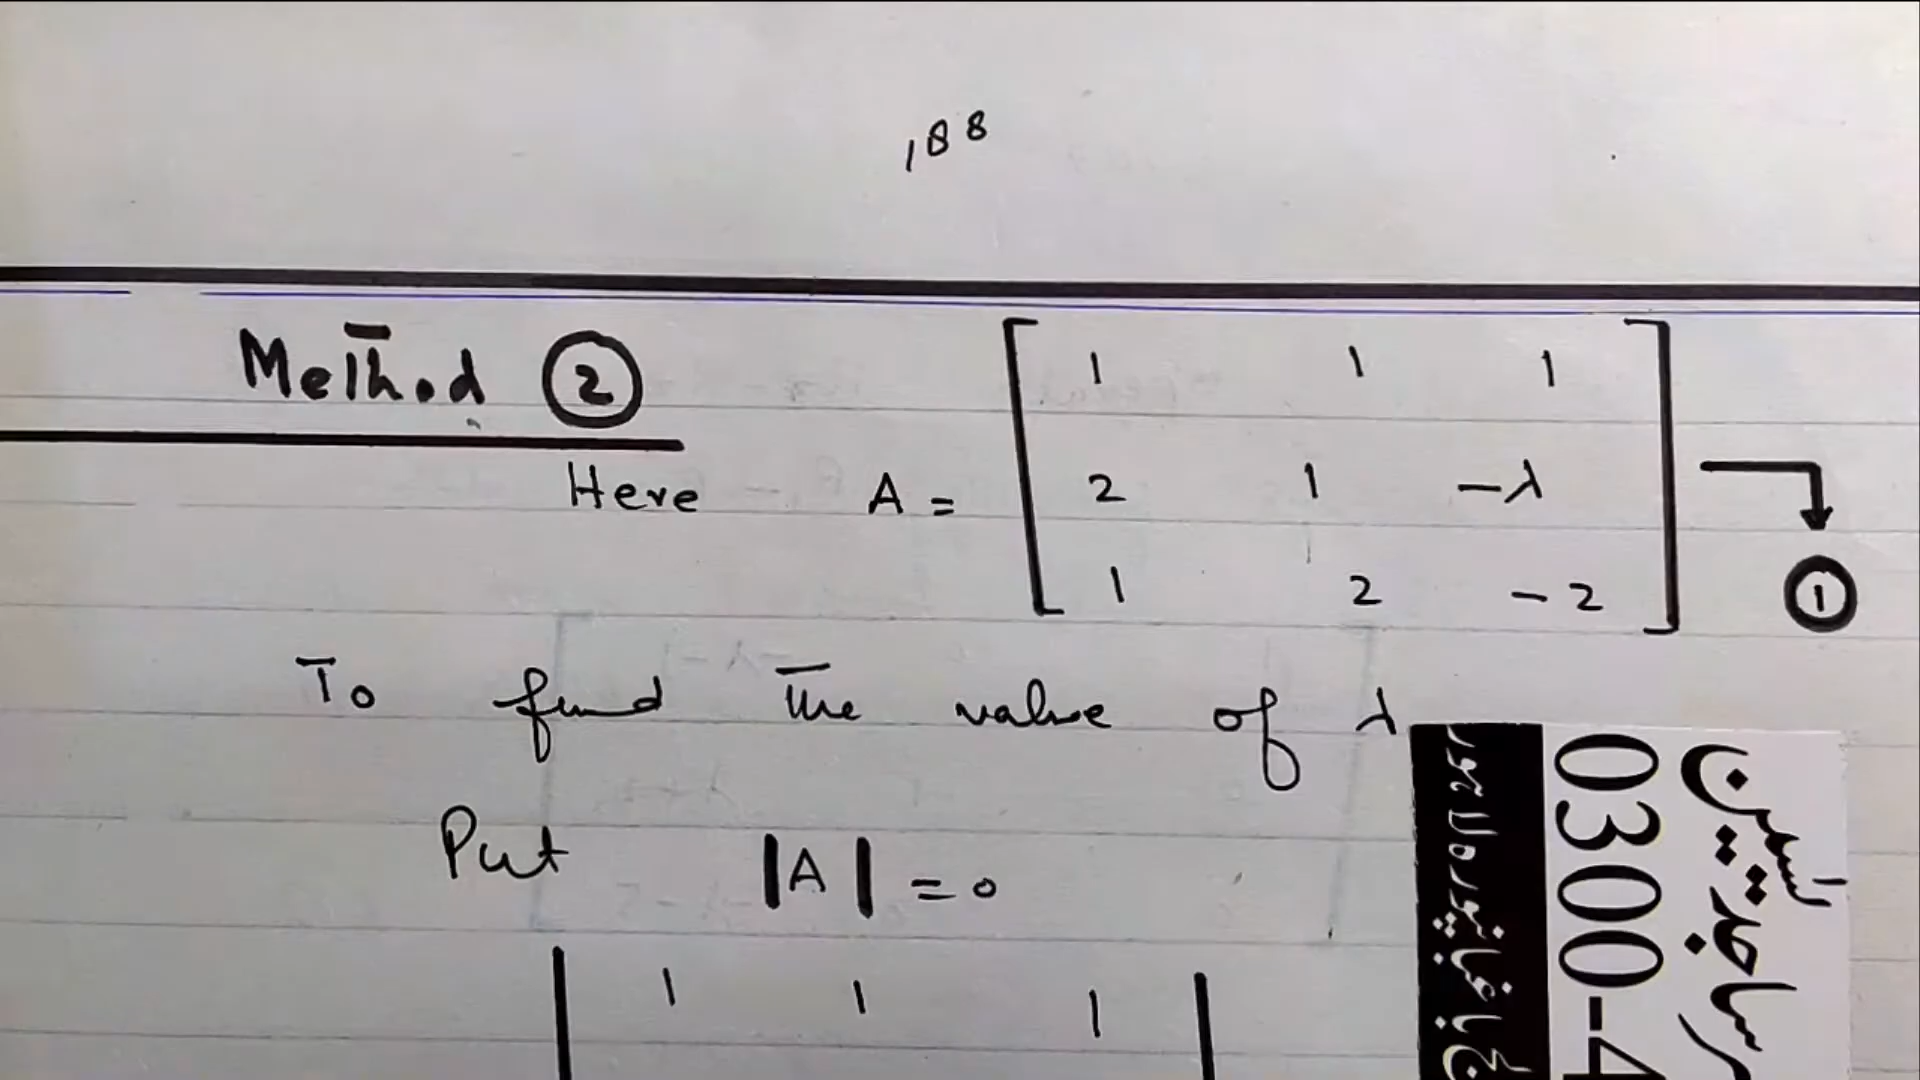 188
Method ②
Here A = [ 1 1 1
2 1 -λ
1 2 -2 ] ①
To find the value of λ
Put |A| = 0
| 1 1 1 |
0300-4